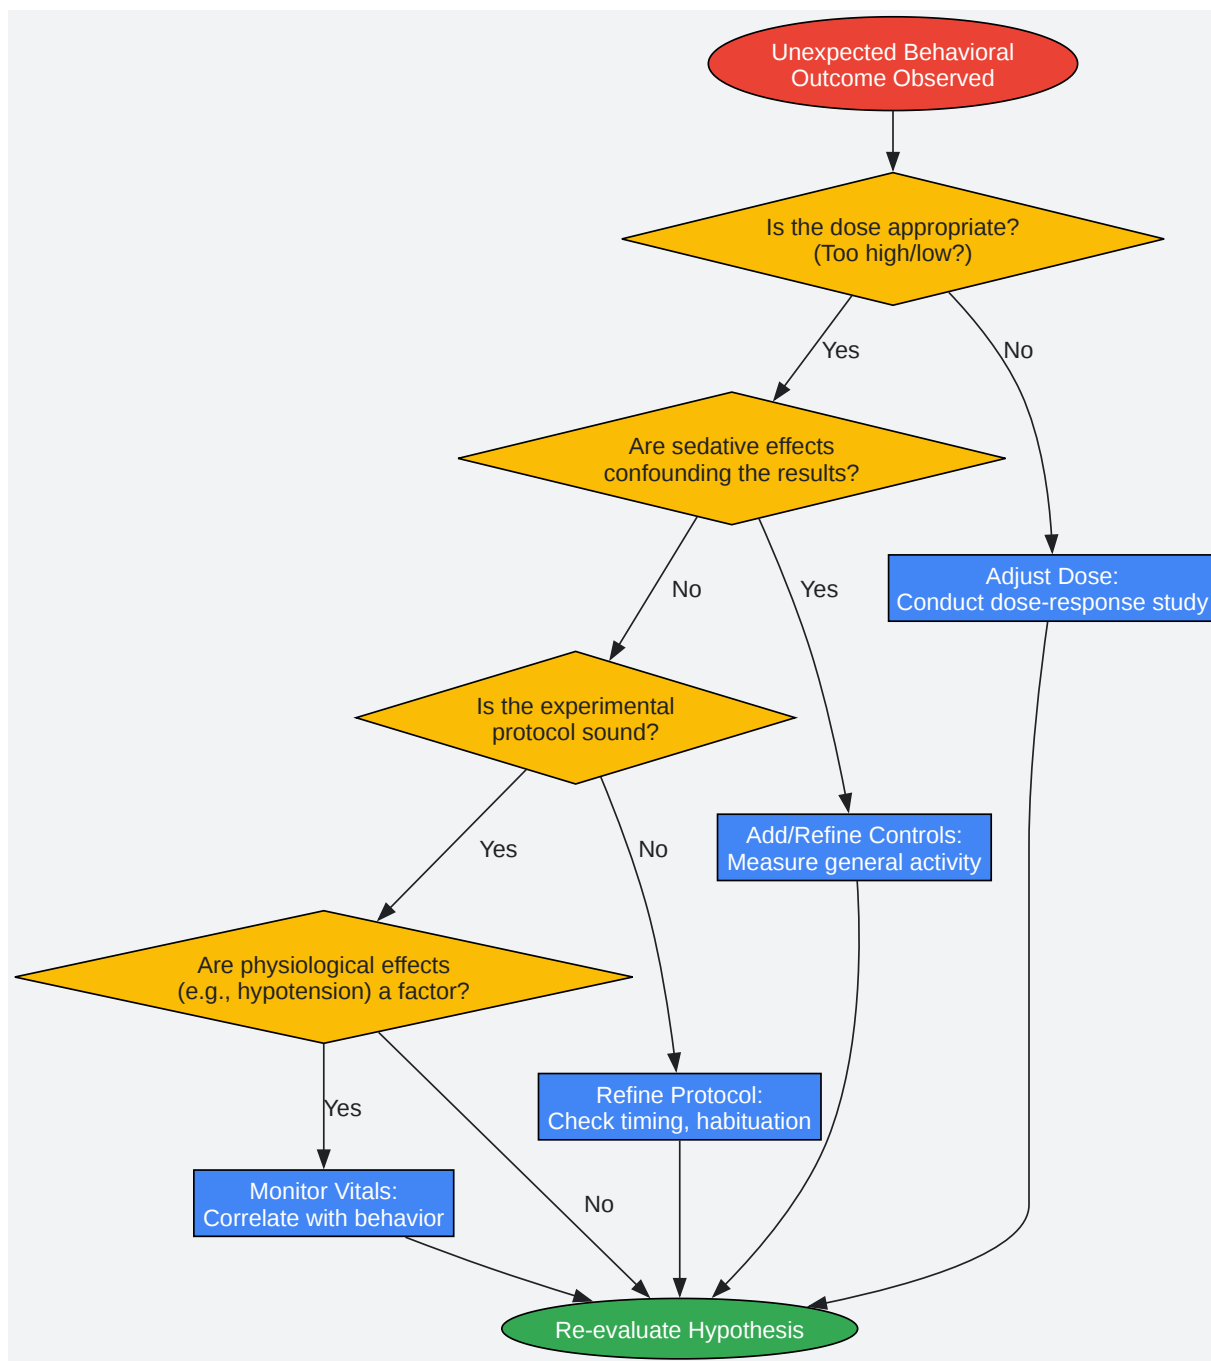 Unexpected Behavioral
Outcome Observed
Is the dose appropriate?
(Too high/low?)
Yes
No
Are sedative effects
confounding the results?
No
Yes
Adjust Dose:
Conduct dose-response study
Is the experimental
protocol sound?
Yes
No
Add/Refine Controls:
Measure general activity
Are physiological effects
(e.g., hypotension) a factor?
Yes
No
Refine Protocol:
Check timing, habituation
Monitor Vitals:
Correlate with behavior
Re-evaluate Hypothesis